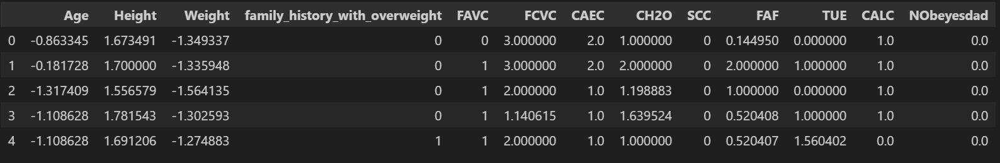 Age Height Weight family_history_with_overweight FAVC FCVC CAEC CH2O SCC FAF TUE CALC NObeyesdad
0 -0.863345 1.673491 -1.349337 0 0 3.000000 2.0 1.000000 0 0.144950 0.000000 1.0 0.0
1 -0.181728 1.700000 -1.335948 0 1 3.000000 2.0 2.000000 0 2.000000 1.000000 1.0 0.0
2 -1.317409 1.556579 -1.564135 0 1 2.000000 1.0 1.198883 0 1.000000 0.000000 1.0 0.0
3 -1.108628 1.781543 -1.302593 0 1 1.140615 1.0 1.639524 0 0.520408 1.000000 1.0 0.0
4 -1.108628 1.691206 -1.274883 1 1 2.000000 1.0 1.000000 0 0.520407 1.560402 0.0 0.0